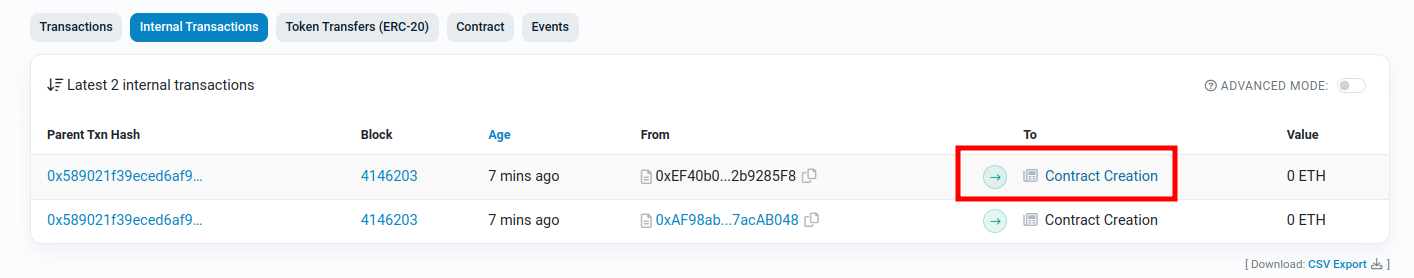 Transactions Internal Transactions Token Transfers (ERC-20) Contract Events
Latest 2 internal transactions ADVANCED MODE:
Parent Txn Hash Block Age From To Value
0x589021f39eced6af9... 4146203 7 mins ago 0xEF40b0...2b9285F8 Contract Creation 0 ETH
0x589021f39eced6af9... 4146203 7 mins ago 0xAF98ab...7acAB048 Contract Creation 0 ETH
[ Download: CSV Export ]